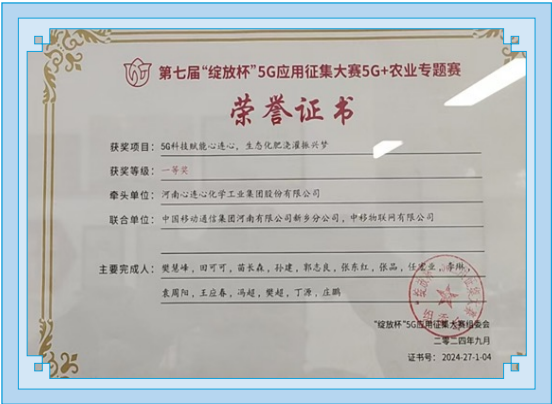 第七届“绽放杯”5G应用征集大赛5G+农业专题赛
荣誉证书
获奖项目：5G科技赋能心连心，生态化肥浇灌振兴梦
获奖等级：一等奖
牵头单位：河南心连心化学工业集团股份有限公司
联合单位：中国移动通信集团河南有限公司新乡分公司，中移物联网有限公司
主要完成人：樊慧峰，田可可，苗长森，孙建，郭志良，张东红，张品，任宏业，李琳，
袁周阳，王应春，冯超，樊超，丁源，庄鹏
“绽放杯”5G应用征集大赛组委会
二零二四年九月
证书号：2024-27-1-04